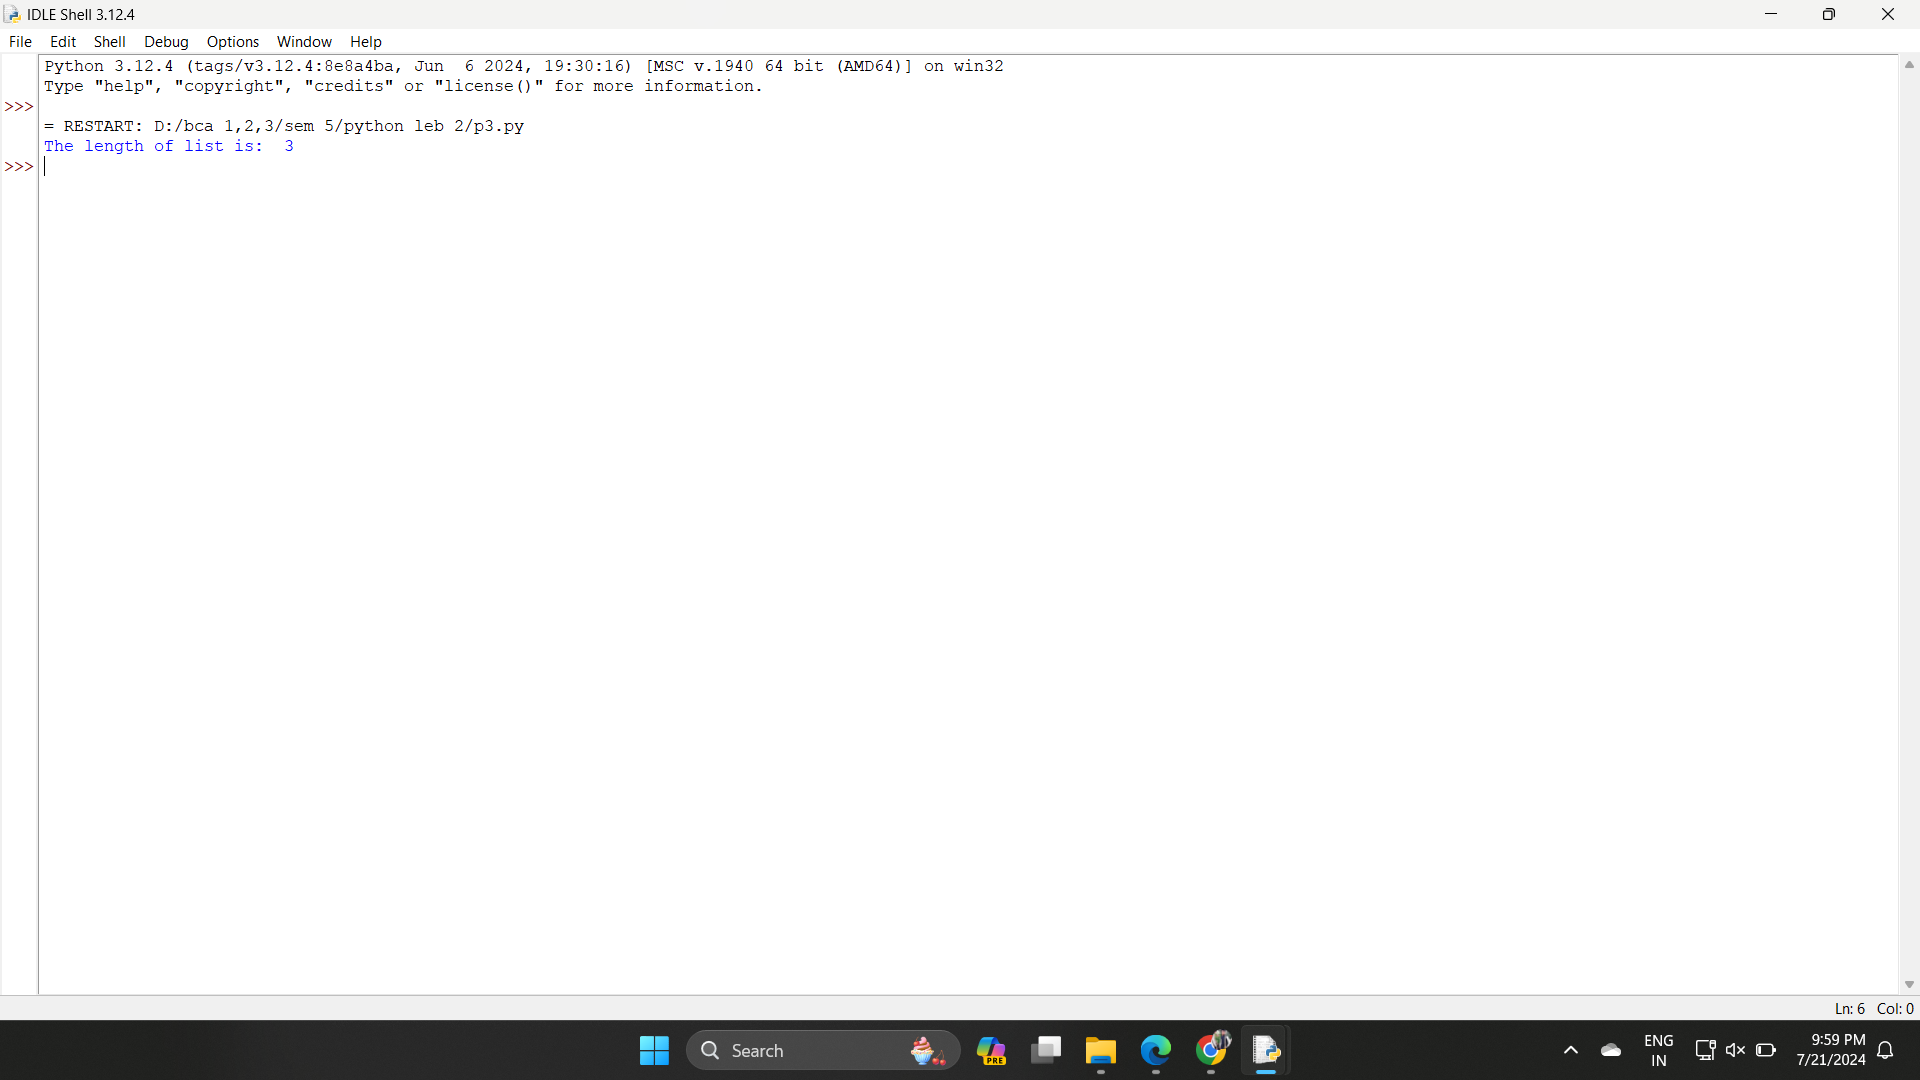 IDLE Shell 3.12.4
File Edit Shell Debug Options Window Help
Python 3.12.4 (tags/v3.12.4:8e8a4ba, Jun  6 2024, 19:30:16) [MSC v.1940 64 bit (AMD64)] on win32
Type "help", "copyright", "credits" or "license()" for more information.
>>>
= RESTART: D:/bca 1,2,3/sem 5/python leb 2/p3.py
The length of list is:  3
>>>
Ln: 6 Col: 0
Search
PRE
ENG
IN
9:59 PM
7/21/2024